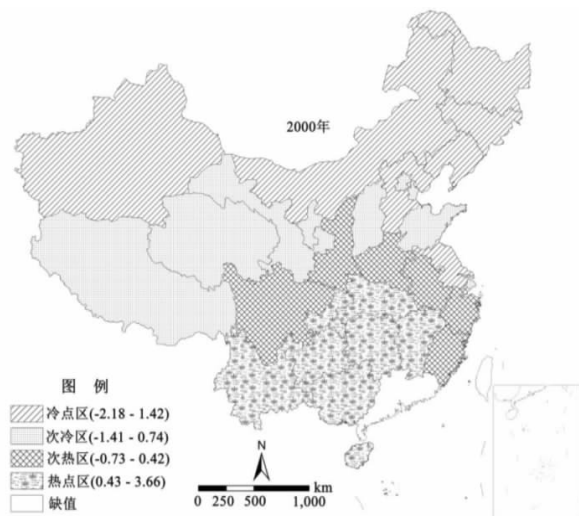 2000年
图 例
冷点区(-2.18 - 1.42)
次冷区(-1.41 - 0.74)
次热区(-0.73 - 0.42)
热点区(0.43 - 3.66)
缺值
N
km
0 250 500 1,000